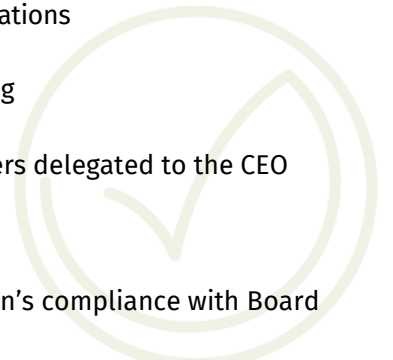 ations
g
ers delegated to the CEO
n’s compliance with Board